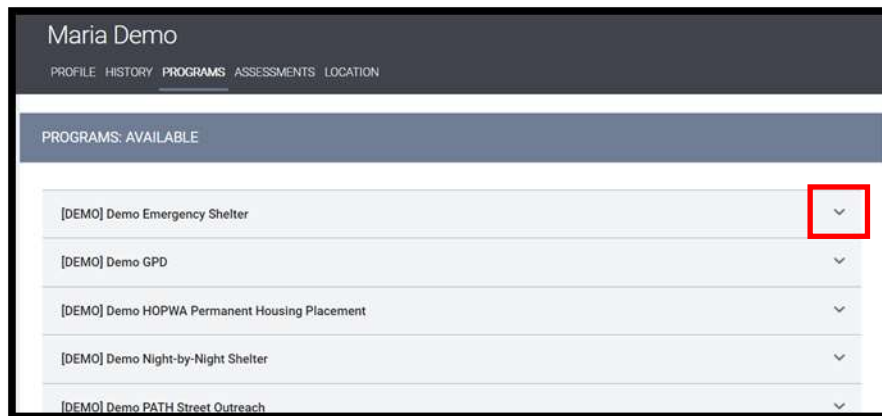 Maria Demo
PROFILE HISTORY PROGRAMS ASSESSMENTS LOCATION
PROGRAMS: AVAILABLE
[DEMO] Demo Emergency Shelter
[DEMO] Demo GPD
[DEMO] Demo HOPWA Permanent Housing Placement
[DEMO] Demo Night-by-Night Shelter
[DEMO] Demo PATH Street Outreach